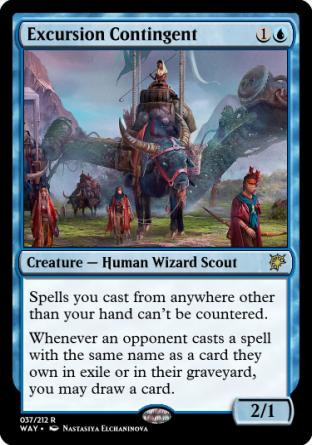 Excursion Contingent 1
Creature — Human Wizard Scout
Spells you cast from anywhere other
than your hand can't be countered.
Whenever an opponent casts a spell
with the same name as a card they
own in exile or in their graveyard,
you may draw a card.
2/1
037/212 R
WAY • Nastasiya Elchaninova